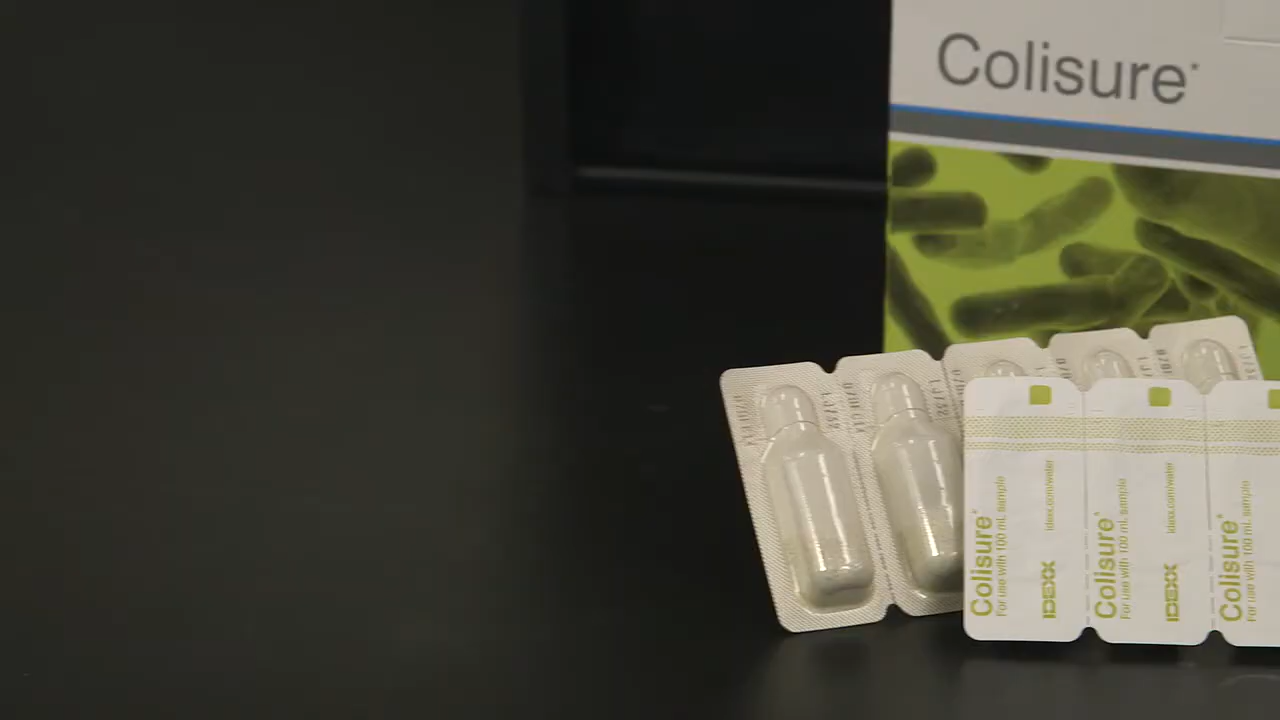 Colisure*
Colisure*
For use with 100 mL sample
IDEXX
idexx.com/water
Colisure*
For use with 100 mL sample
IDEXX
idexx.com/water
Colisure*
For use with 100 mL sample